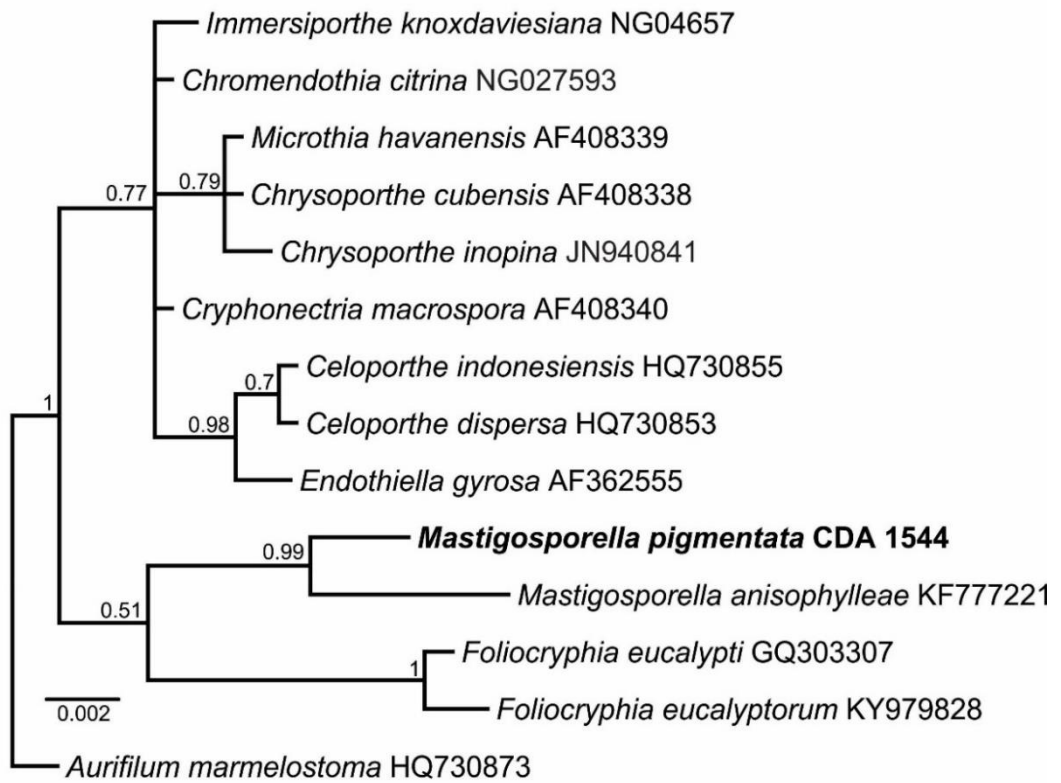 Immersiporthe knoxdaviesiana NG04657
Chromendothia citrina NG027593
Microthia havanensis AF408339
0.77
0.79
Chrysoporthe cubensis AF408338
Chrysoporthe inopina JN940841
Cryphonectria macrospora AF408340
Celoporthe indonesiensis HQ730855
0.7
1
0.98
Celoporthe dispersa HQ730853
Endothiella gyrosa AF362555
Mastigosporella pigmentata CDA 1544
0.99
Mastigosporella anisophylleae KF777221
0.51
Foliocryphia eucalypti GQ303307
1
0.002
Foliocryphia eucalyptorum KY979828
Aurifilum marmelostoma HQ730873